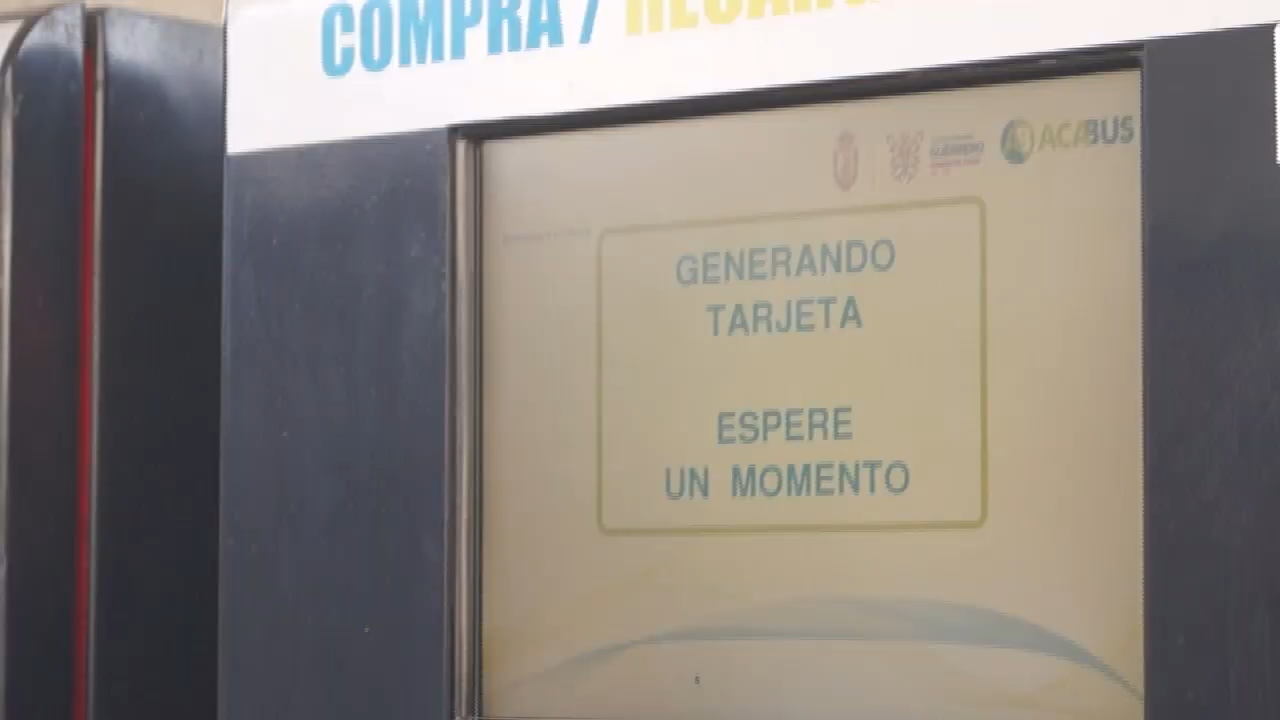 COMPRA /
ACABUS
GENERANDO
TARJETA
ESPERE
UN MOMENTO